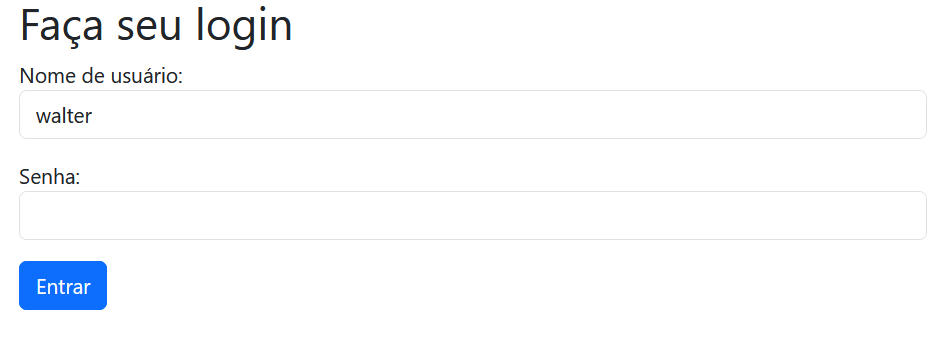 Faça seu login
Nome de usuário:
walter
Senha:
Entrar